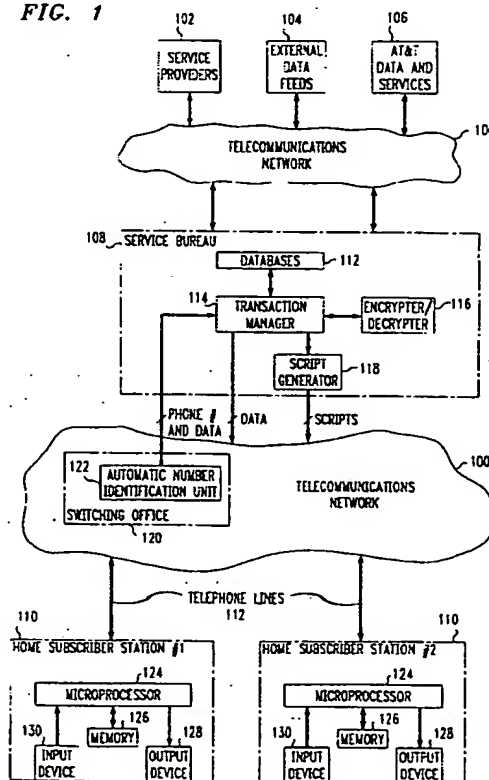 FIG. 1
102
104
106
SERVICE
PROVIDERS
EXTERNAL
DATA
FEEDS
AT&T
DATA AND
SERVICES
10
TELECOMMUNICATIONS
NETWORK
108
SERVICE BUREAU
DATABASES
112
114
TRANSACTION
MANAGER
ENCRYPTER/
DECRYPTER
116
SCRIPT
GENERATOR
118
PHONE #
AND DATA
DATA
SCRIPTS
100
122
AUTOMATIC NUMBER
IDENTIFICATION UNIT
SWITCHING OFFICE
120
TELECOMMUNICATIONS
NETWORK
TELEPHONE LINES
112
110
HOME SUBSCRIBER STATION #1
124
MICROPROCESSOR
126
MEMORY
130
128
INPUT
DEVICE
OUTPUT
DEVICE
110
HOME SUBSCRIBER STATION #2
124
MICROPROCESSOR
126
MEMORY
130
128
INPUT
DEVICE
OUTPUT
DEVICE